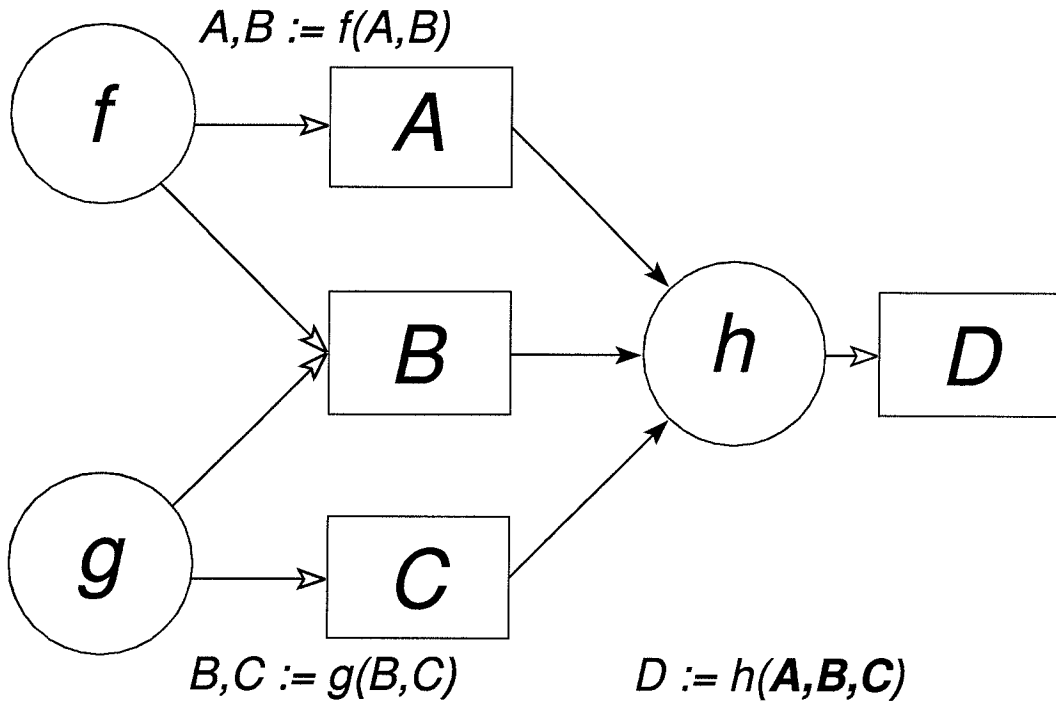 A,B := f(A,B)
f
A
B
h
D
g
C
B,C := g(B,C)
D := h(A,B,C)